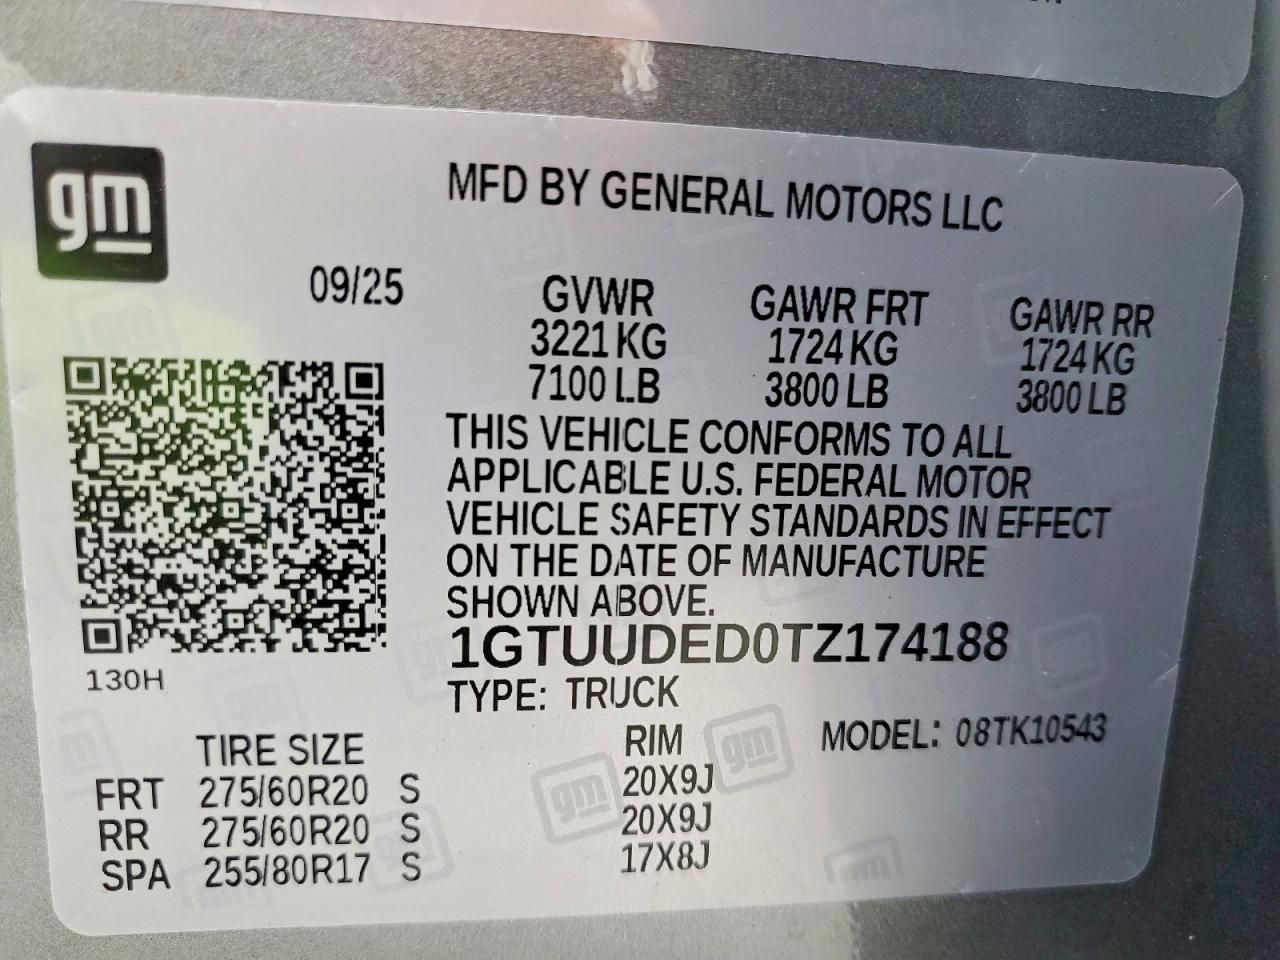 gm
MFD BY GENERAL MOTORS LLC
09/25
GVWR GAWR FRT GAWR RR
3221 KG 1724 KG 1724 KG
7100 LB 3800 LB 3800 LB
THIS VEHICLE CONFORMS TO ALL
APPLICABLE U.S. FEDERAL MOTOR
VEHICLE SAFETY STANDARDS IN EFFECT
ON THE DATE OF MANUFACTURE
SHOWN ABOVE.
1GTUUDED0TZ174188
130H
TYPE: TRUCK
MODEL: 08TK10543
TIRE SIZE RIM
FRT 275/60R20 S 20X9J
RR 275/60R20 S 20X9J
SPA 255/80R17 S 17X8J
gm
gm
gm